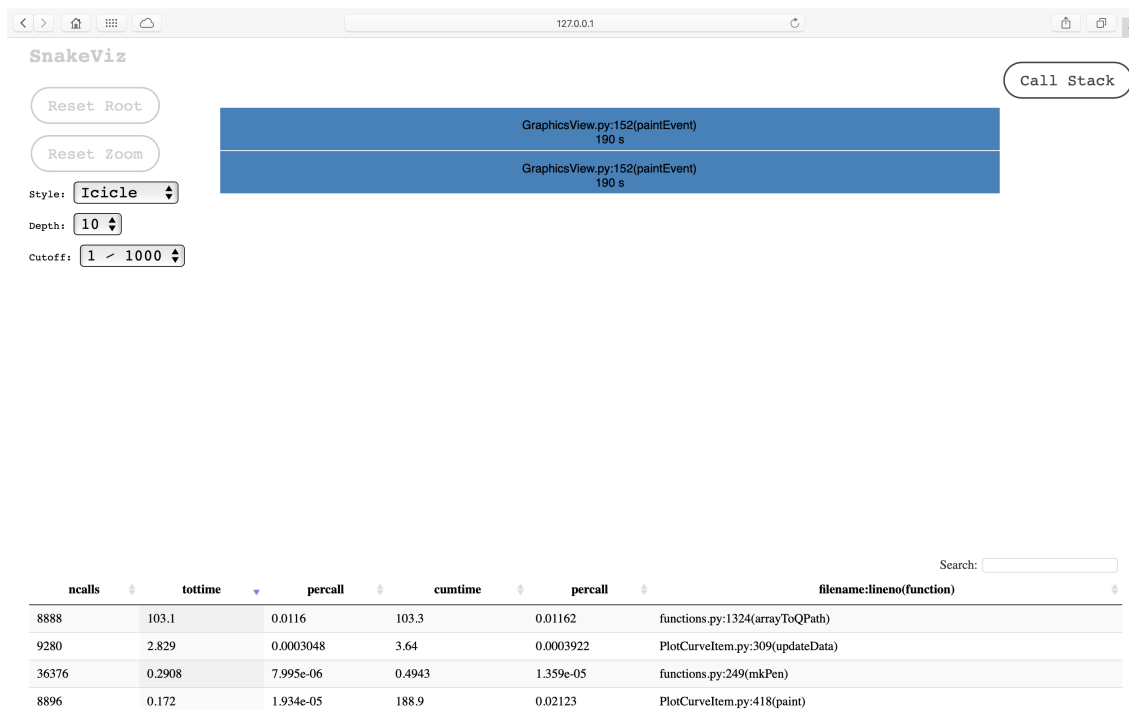 127.0.0.1
SnakeViz
Call Stack
Reset Root
GraphicsView.py:152(paintEvent)
190 s
Reset Zoom
GraphicsView.py:152(paintEvent)
190 s
Style: Icicle
Depth: 10
Cutoff: 1 / 1000
Search:
ncalls tottime percall cumtime percall filename:lineno(function)
8888 103.1 0.0116 103.3 0.01162 functions.py:1324(arrayToQPath)
9280 2.829 0.0003048 3.64 0.0003922 PlotCurveItem.py:309(updateData)
36376 0.2908 7.995e-06 0.4943 1.359e-05 functions.py:249(mkPen)
8896 0.172 1.934e-05 188.9 0.02123 PlotCurveItem.py:418(paint)